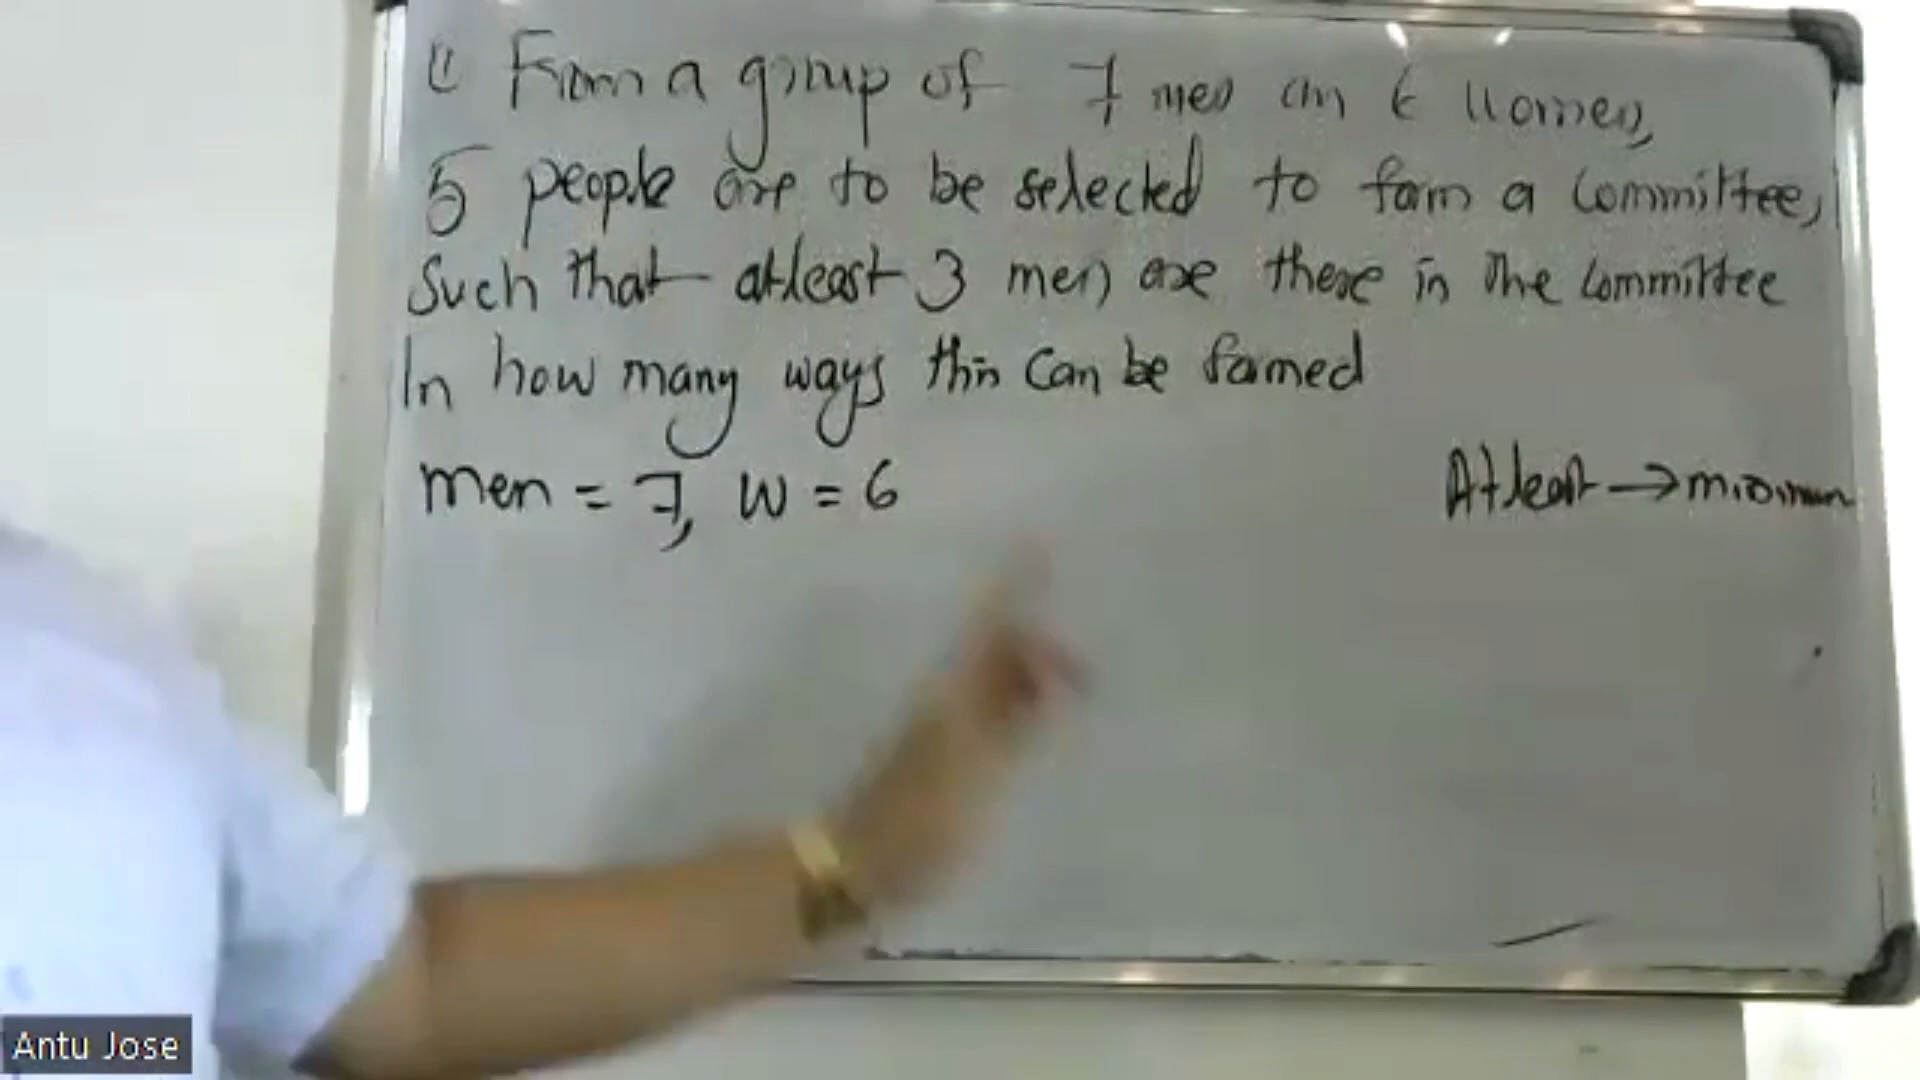 1) From a group of 7 men an 6 women,
5 people are to be selected to form a Committee,
Such that atleast 3 men are there in the Committee
In how many ways this can be formed
men = 7, W = 6
Atleast → minimum
Antu Jose